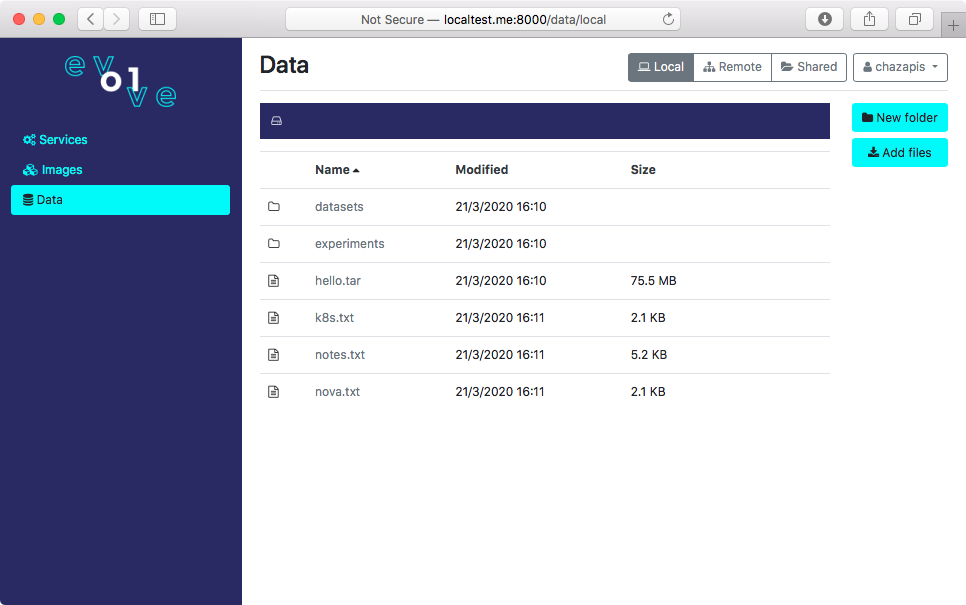 Not Secure — localtest.me:8000/data/local
ev
o1
ve
Services
Images
Data
Data
Local
Remote
Shared
chazapis
New folder
Add files
Name Modified Size
datasets 21/3/2020 16:10
experiments 21/3/2020 16:10
hello.tar 21/3/2020 16:10 75.5 MB
k8s.txt 21/3/2020 16:11 2.1 KB
notes.txt 21/3/2020 16:11 5.2 KB
nova.txt 21/3/2020 16:11 2.1 KB